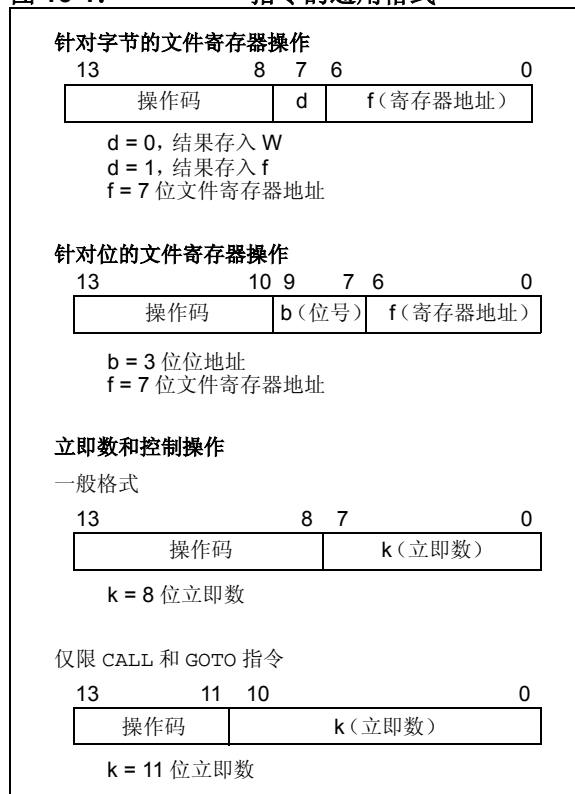 针对字节的文件寄存器操作
13 8 7 6 0
操作码 d f（寄存器地址）
d = 0，结果存入 W
d = 1，结果存入 f
f = 7 位文件寄存器地址
针对位的文件寄存器操作
13 10 9 7 6 0
操作码 b（位号） f（寄存器地址）
b = 3 位位地址
f = 7 位文件寄存器地址
立即数和控制操作
一般格式
13 8 7 0
操作码 k（立即数）
k = 8 位立即数
仅限 CALL 和 GOTO 指令
13 11 10 0
操作码 k（立即数）
k = 11 位立即数